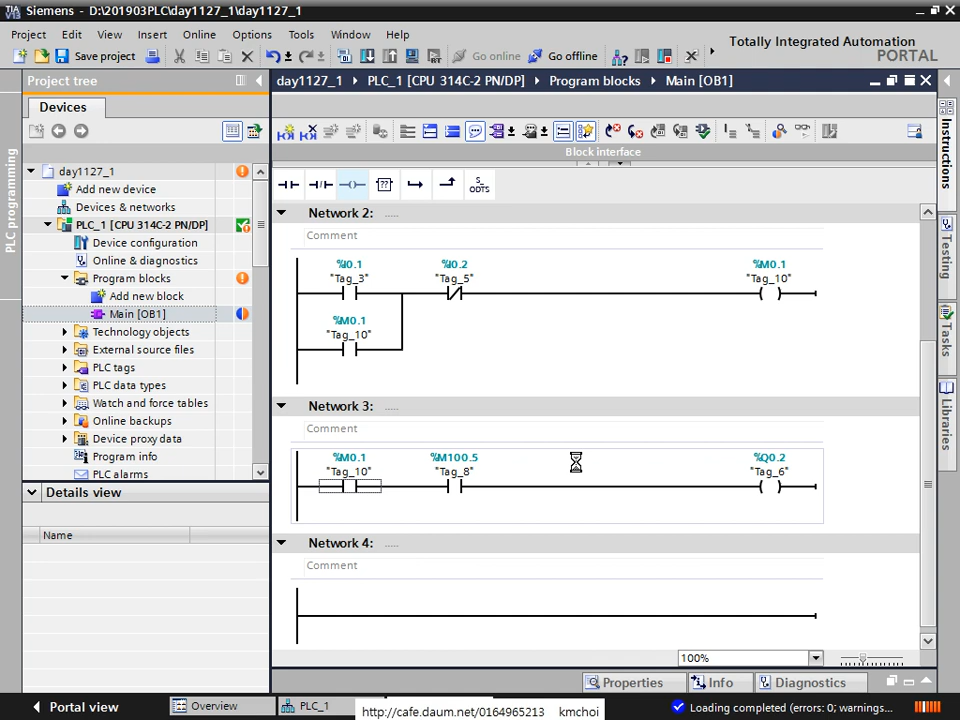 TIA
V13
Siemens - D:\201903PLC\day1127_1\day1127_1
Project Edit View Insert Online Options Tools Window Help
Save project
Go online Go offline
Totally Integrated Automation
PORTAL
Project tree
day1127_1 PLC_1 [CPU 314C-2 PN/DP] Program blocks Main [OB1]
Devices
PLC programming
day1127_1
Add new device
Devices & networks
PLC_1 [CPU 314C-2 PN/DP]
Device configuration
Online & diagnostics
Program blocks
Add new block
Main [OB1]
Technology objects
External source files
PLC tags
PLC data types
Watch and force tables
Online backups
Device proxy data
Program info
PLC alarms
Details view
Name
Block interface
??
S_
ODTS
Network 2: .....
Comment
%I0.1 %I0.2 %M0.1
"Tag_3" "Tag_5" "Tag_10"
%M0.1
"Tag_10"
Network 3: .....
Comment
%M0.1 %M100.5 %Q0.2
"Tag_10" "Tag_8" "Tag_6"
Network 4: .....
Comment
100%
Properties Info Diagnostics
Instructions
Testing
Tasks
Libraries
Portal view Overview PLC_1
http://cafe.daum.net/0164965213 kmchoi
Loading completed (errors: 0; warnings...